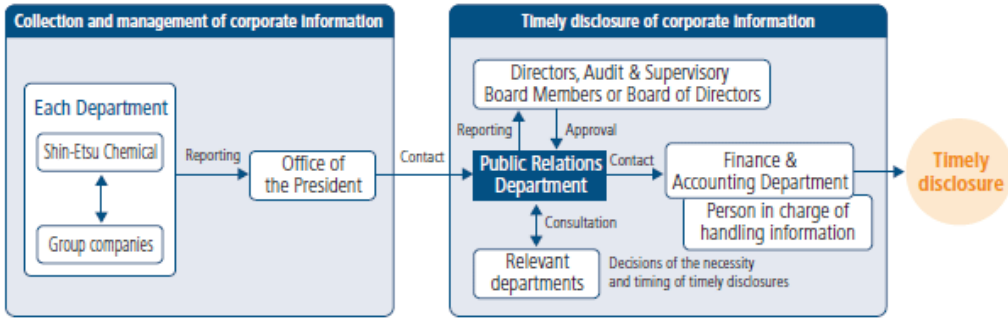 Collection and management of corporate information
Each Department
Shin-Etsu Chemical
Group companies
Reporting
Office of
the President
Contact
Timely disclosure of corporate information
Directors, Audit & Supervisory
Board Members or Board of Directors
Reporting
Approval
Public Relations
Department
Contact
Finance &
Accounting Department
Person in charge of
handling information
Consultation
Relevant
departments
Decisions of the necessity
and timing of timely disclosures
Timely
disclosure